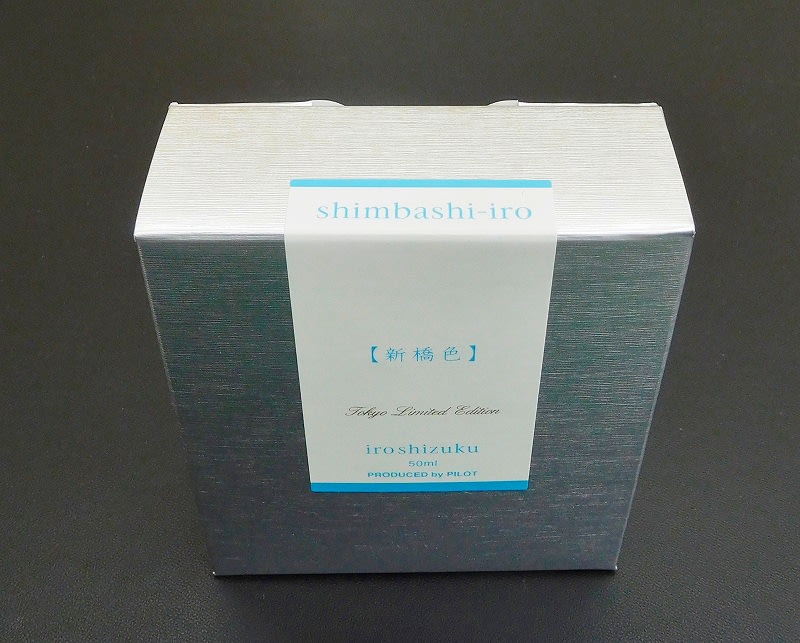 shimbashi-iro
【新橋色】
Tokyo Limited Edition
iroshizuku
50ml
PRODUCED by PILOT